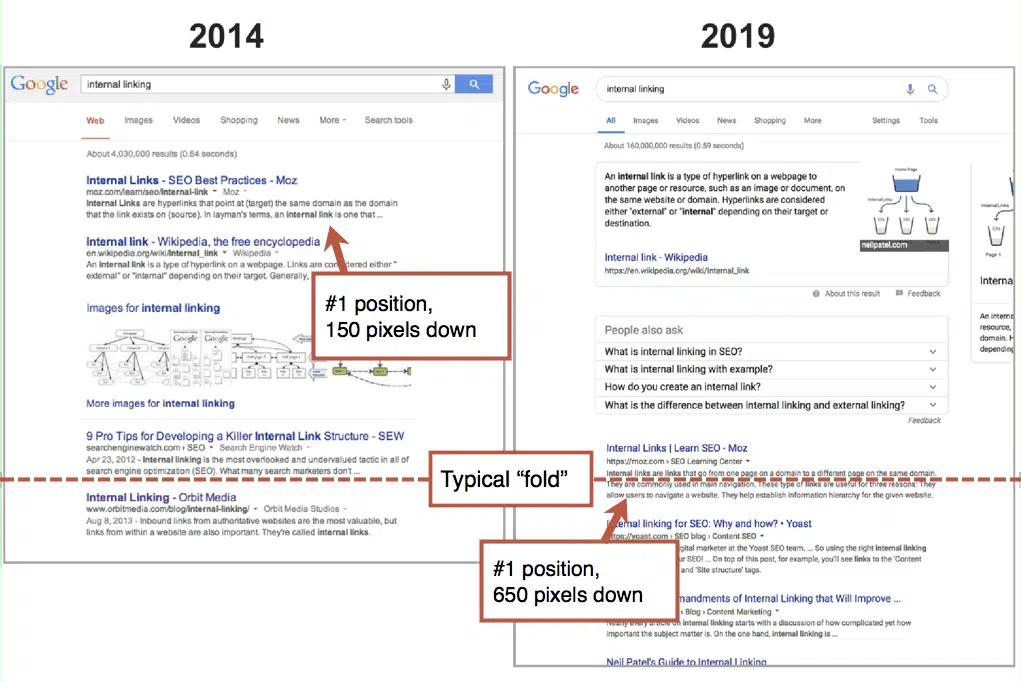 2014
Google
internal linking
Web Images Videos Shopping News More Search tools
About 4,030,000 results (0.64 seconds)
Internal Links - SEO Best Practices - Moz
moz.com/learn/seo/internal-link Moz
Internal Links are hyperlinks that point at (target) the same domain as the domain
that the link exists on (source). In layman's terms, an internal link is one that ...
Internal link - Wikipedia, the free encyclopedia
en.wikipedia.org/wiki/Internal_link Wikipedia
An internal link is a type of hyperlink on a webpage. Links are considered either "
external" or "internal" depending on their target. Generally,
#1 position,
150 pixels down
Images for internal linking
Google Google
More images for internal linking
9 Pro Tips for Developing a Killer Internal Link Structure - SEW
searchenginewatch.com › SEO Search Engine Watch
Apr 23, 2012 - Internal linking is the most overlooked and undervalued tactic in all of
search engine optimization (SEO). What many search marketers don't ...
Typical “fold”
Internal Linking - Orbit Media
www.orbitmedia.com/blog/internal-linking/ Orbit Media Studios
Aug 8, 2013 - Inbound links from authoritative websites are the most valuable, but
links from within a website are also important. They're called internal links.
2019
Google
internal linking
All Images Videos News Shopping More Settings Tools
About 160,000,000 results (0.59 seconds)
An internal link is a type of hyperlink on a webpage to
another page or resource, such as an image or document, on
the same website or domain. Hyperlinks are considered
either "external" or "internal" depending on their target or
destination.
Home Page
Internal Links
neilpatel.com
Internal link - Wikipedia
https://en.wikipedia.org/wiki/Internal_link
About this result Feedback
Internal Links
Page 1
Interna
An interna
resource,
domain. H
depending
People also ask
What is internal linking in SEO?
What is internal linking with example?
How do you create an internal link?
What is the difference between internal linking and external linking?
Feedback
Internal Links | Learn SEO - Moz
https://moz.com › SEO Learning Center
Internal links are links that go from one page on a domain to a different page on the same domain.
They are commonly used in main navigation. These type of links are useful for three reasons: They
allow users to navigate a website. They help establish information hierarchy for the given website.
#1 position,
650 pixels down
Internal linking for SEO: Why and how? • Yoast
https://yoast.com › SEO blog › Content SEO
gital marketer at the Yoast SEO team, ... So using the right internal linking
ur SEO! ... On top of this post, for example, you'll see links to the 'Content
and 'Site structure' tags.
mandments of Internal Linking that Will Improve ...
› Blog › Content Marketing
Nearly every article on internal linking starts with a discussion of how complicated yet how
important the subject matter is. On the one hand, internal linking is ...
Neil Patel's Guide to Internal Linking